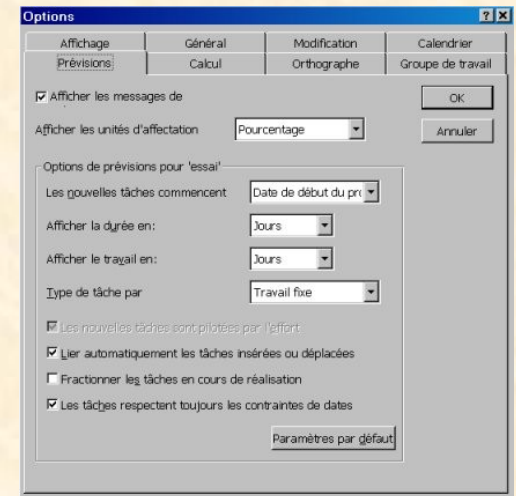 Options
Affichage Général Modification Calendrier
Prévisions Calcul Orthographe Groupe de travail
Afficher les messages de
OK
Afficher les unités d'affectation Pourcentage
Annuler
Options de prévisions pour 'essai'
Les nouvelles tâches commencent Date de début du pro
Afficher la durée en: Jours
Afficher le travail en: Jours
Type de tâche par Travail fixe
Les nouvelles tâches sont pilotées par l'effort
Lier automatiquement les tâches insérées ou déplacées
Fractionner les tâches en cours de réalisation
Les tâches respectent toujours les contraintes de dates
Paramètres par défaut